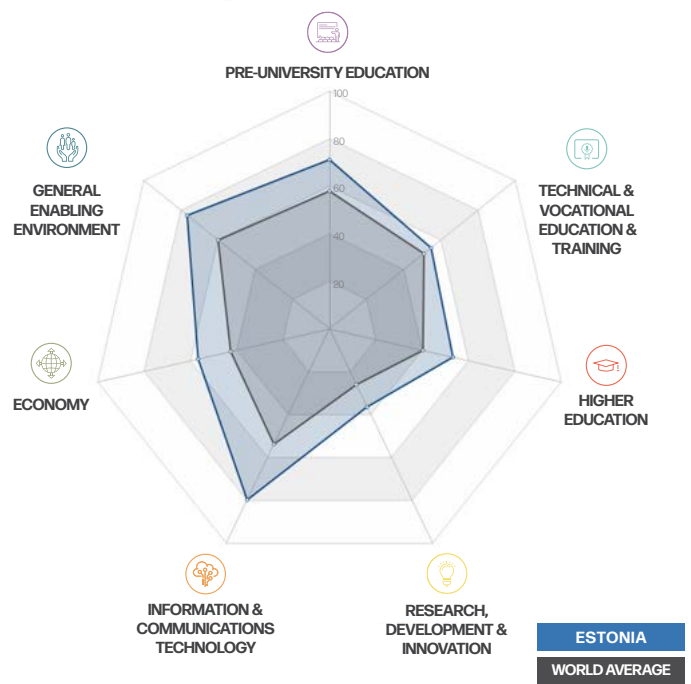 PRE-UNIVERSITY EDUCATION
100
80
60
40
20
TECHNICAL &
VOCATIONAL
EDUCATION &
TRAINING
HIGHER
EDUCATION
RESEARCH,
DEVELOPMENT &
INNOVATION
INFORMATION &
COMMUNICATIONS
TECHNOLOGY
ECONOMY
GENERAL
ENABLING
ENVIRONMENT
ESTONIA
WORLD AVERAGE